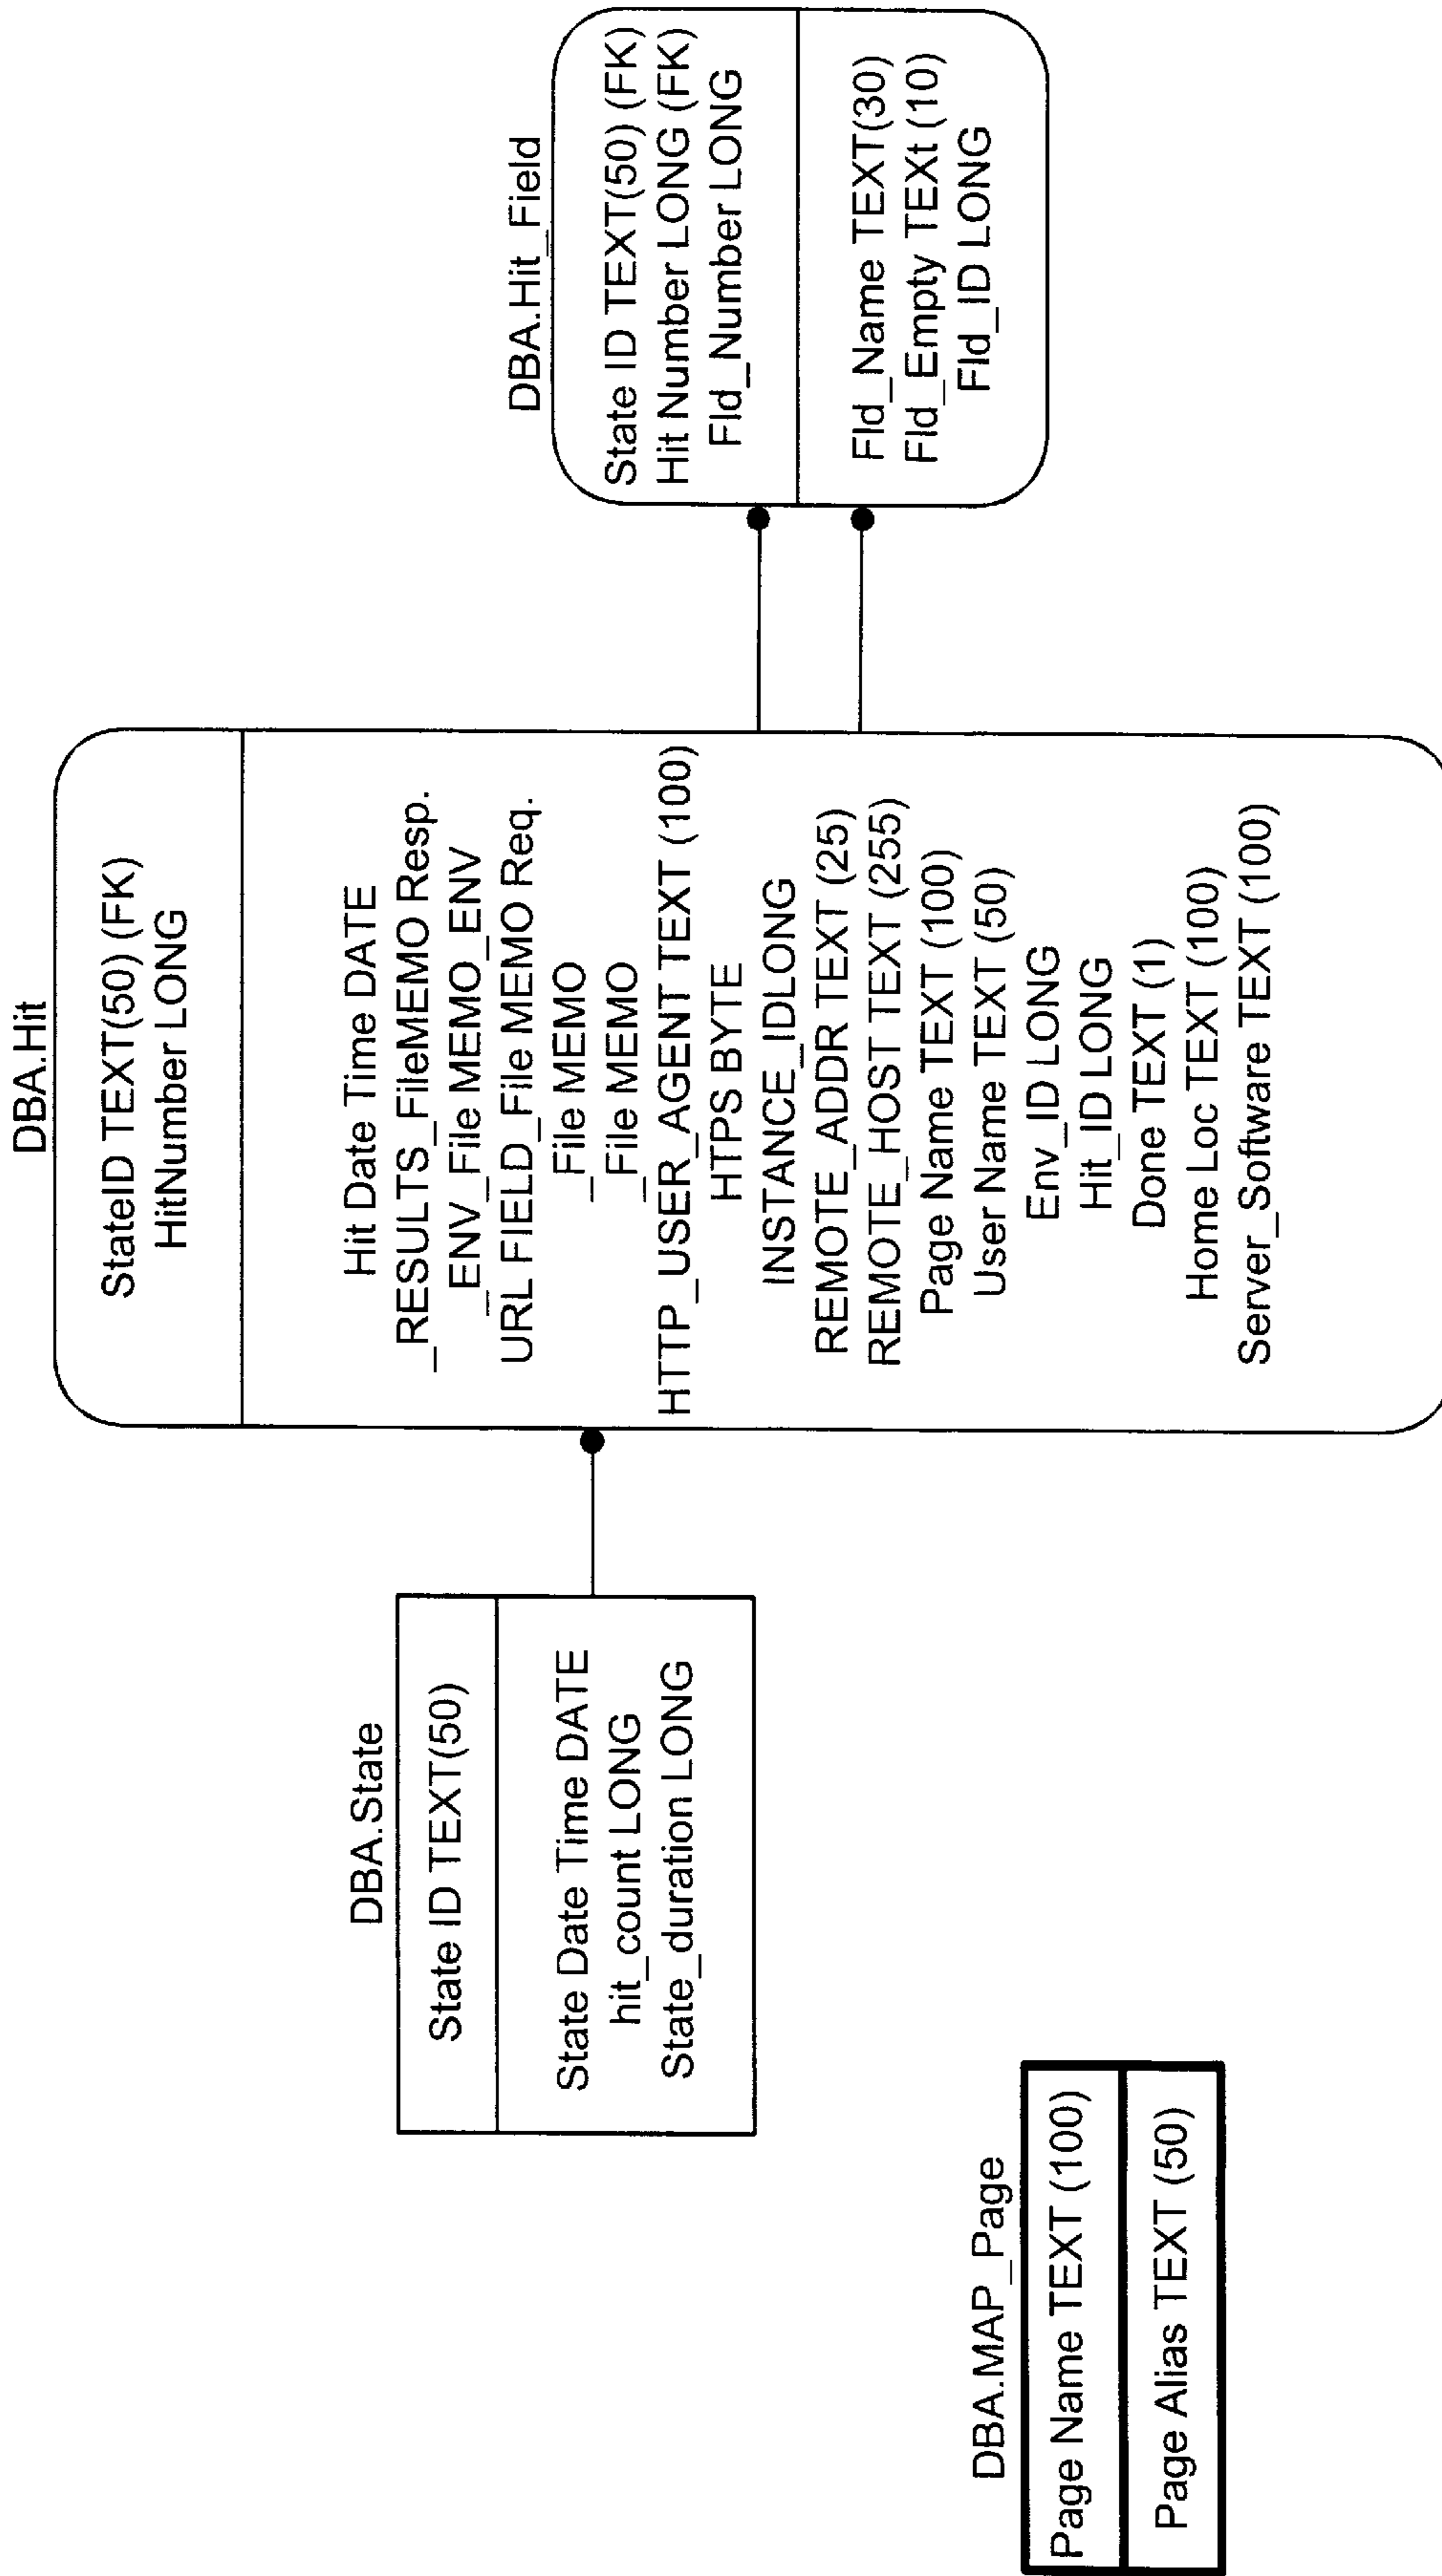 DBA.MAP_Page
Page Name TEXT (100)
Page Alias TEXT (50)
DBA.State
State ID TEXT(50)
State Date Time DATE
hit_count LONG
State_duration LONG
DBA.Hit
StateID TEXT(50) (FK)
HitNumber LONG
Hit Date Time DATE
_RESULTS_FileMEMO Resp.
_ENV_File MEMO_ENV
URL FIELD_File MEMO Req.
_File MEMO
_File MEMO
HTTP_USER_AGENT TEXT (100)
HTPS BYTE
INSTANCE_IDLONG
REMOTE_ADDR TEXT (25)
REMOTE_HOST TEXT (255)
Page Name TEXT (100)
User Name TEXT (50)
Env_ID LONG
Hit_ID LONG
Done TEXT (1)
Home Loc TEXT (100)
Server_Software TEXT (100)
DBA.Hit_Field
State ID TEXT(50) (FK)
Hit Number LONG (FK)
Fld_Number LONG
Fld_Name TEXT(30)
Fld_Empty TEXt (10)
Fld_ID LONG